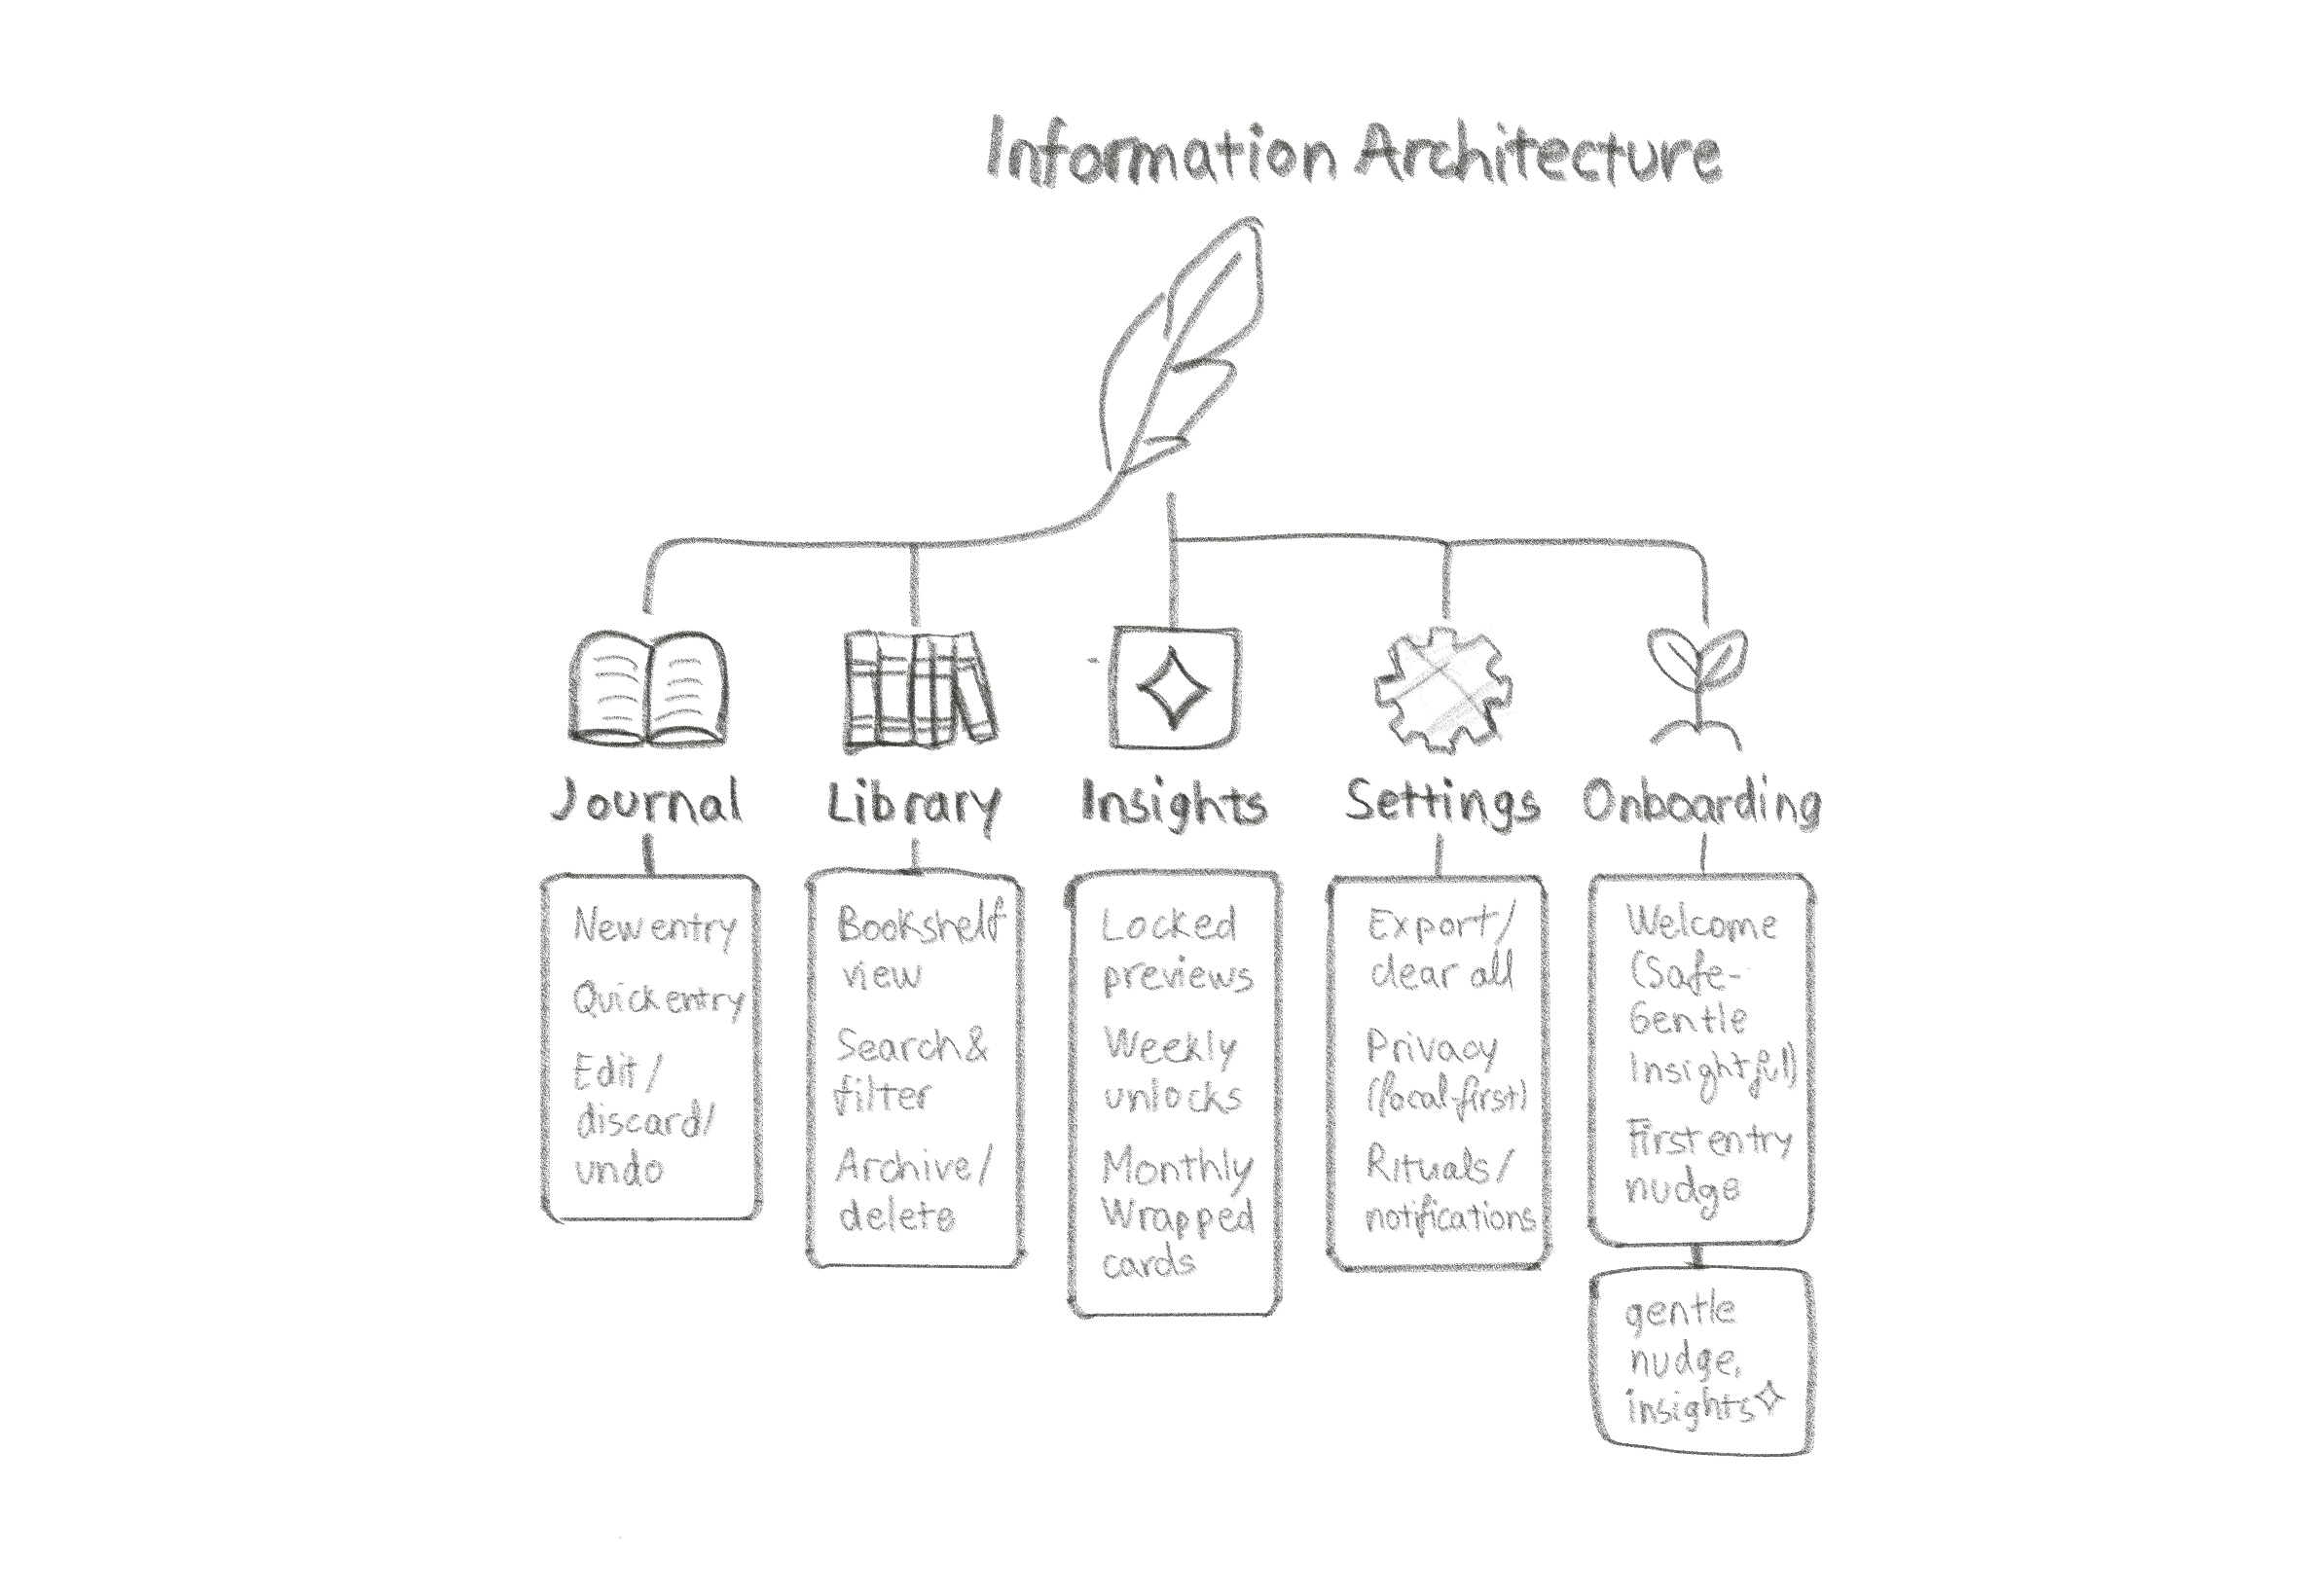 Information Architecture
Journal
New entry
Quick entry
Edit/
discard/
undo
Library
Bookshelf
view
Search &
filter
Archive/
delete
Insights
Locked
previews
Weekly
unlocks
Monthly
Wrapped
cards
Settings
Export/
clear all
Privacy
(local-first)
Rituals/
notifications
Onboarding
Welcome
(Safe-
Gentle
Insightful)
First entry
nudge
gentle
nudge,
insights